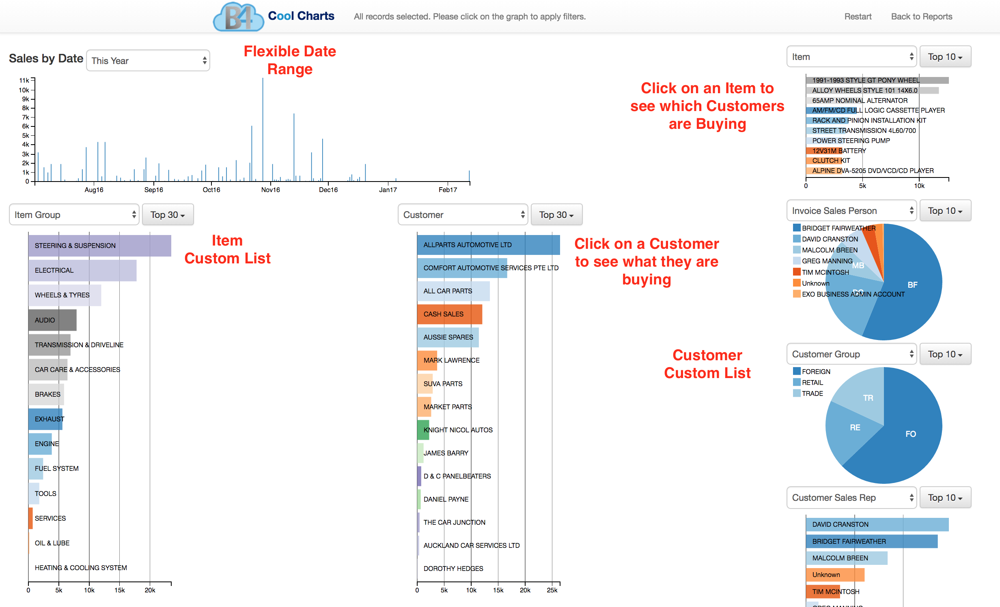 B4 Cool Charts
All records selected. Please click on the graph to apply filters.
Restart
Back to Reports
Sales by Date
This Year
Flexible Date
Range
11k
10k
9k
8k
7k
6k
5k
4k
3k
2k
1k
0
Aug16 Sep16 Oct16 Nov16 Dec16 Jan17 Feb17
Click on an Item to
see which Customers
are Buying
Item
Top 10
1991-1993 STYLE GT PONY WHEEL
ALLOY WHEELS STYLE 101 14X6.0
65AMP NOMINAL ALTERNATOR
AM/FM/CD FULL LOGIC CASSETTE PLAYER
RACK AND PINION INSTALLATION KIT
STREET TRANSMISSION 4L60/700
POWER STEERING PUMP
12V31M BATTERY
CLUTCH KIT
ALPINE DVA-5205 DVD/VCD/CD PLAYER
0 5k 10k
Item Group
Top 30
Item
Custom List
STEERING & SUSPENSION
ELECTRICAL
WHEELS & TYRES
AUDIO
TRANSMISSION & DRIVELINE
CAR CARE & ACCESSORIES
BRAKES
EXHAUST
ENGINE
FUEL SYSTEM
TOOLS
SERVICES
OIL & LUBE
HEATING & COOLING SYSTEM
0 5k 10k 15k 20k
Customer
Top 30
Click on a Customer
to see what they are
buying
ALLPARTS AUTOMOTIVE LTD
COMFORT AUTOMOTIVE SERVICES PTE LTD
ALL CAR PARTS
CASH SALES
AUSSIE SPARES
MARK LAWRENCE
SUVA PARTS
MARKET PARTS
KNIGHT NICOL AUTOS
JAMES BARRY
D & C PANELBEATERS
DANIEL PAYNE
THE CAR JUNCTION
AUCKLAND CAR SERVICES LTD
DOROTHY HEDGES
0 5k 10k 15k 20k 25k
Invoice Sales Person
Top 10
BRIDGET FAIRWEATHER
DAVID CRANSTON
MALCOLM BREEN
GREG MANNING
TIM MCINTOSH
Unknown
EXO BUSINESS ADMIN ACCOUNT
MB
BF
DC
Customer
Custom List
Customer Group
Top 10
FOREIGN
RETAIL
TRADE
TR
RE
FO
Customer Sales Rep
Top 10
DAVID CRANSTON
BRIDGET FAIRWEATHER
MALCOLM BREEN
Unknown
TIM MCINTOSH
GREG MANNING